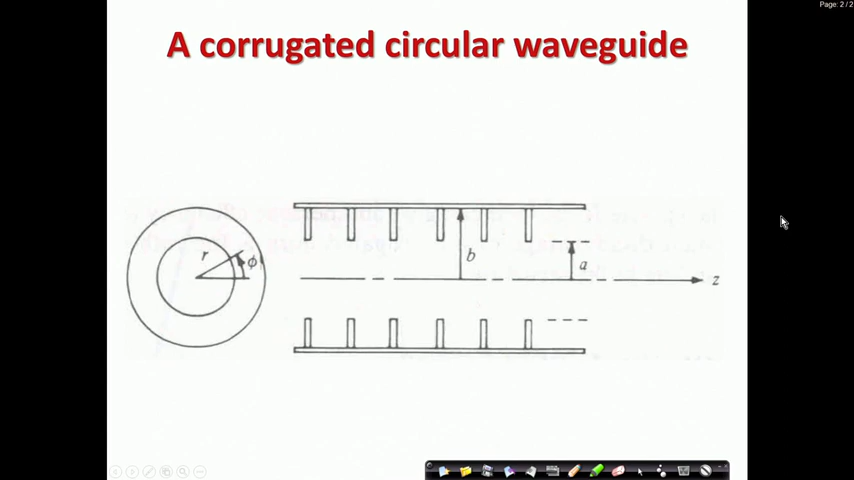 Page: 2 / 2
A corrugated circular waveguide
r
ϕ
b
a
z